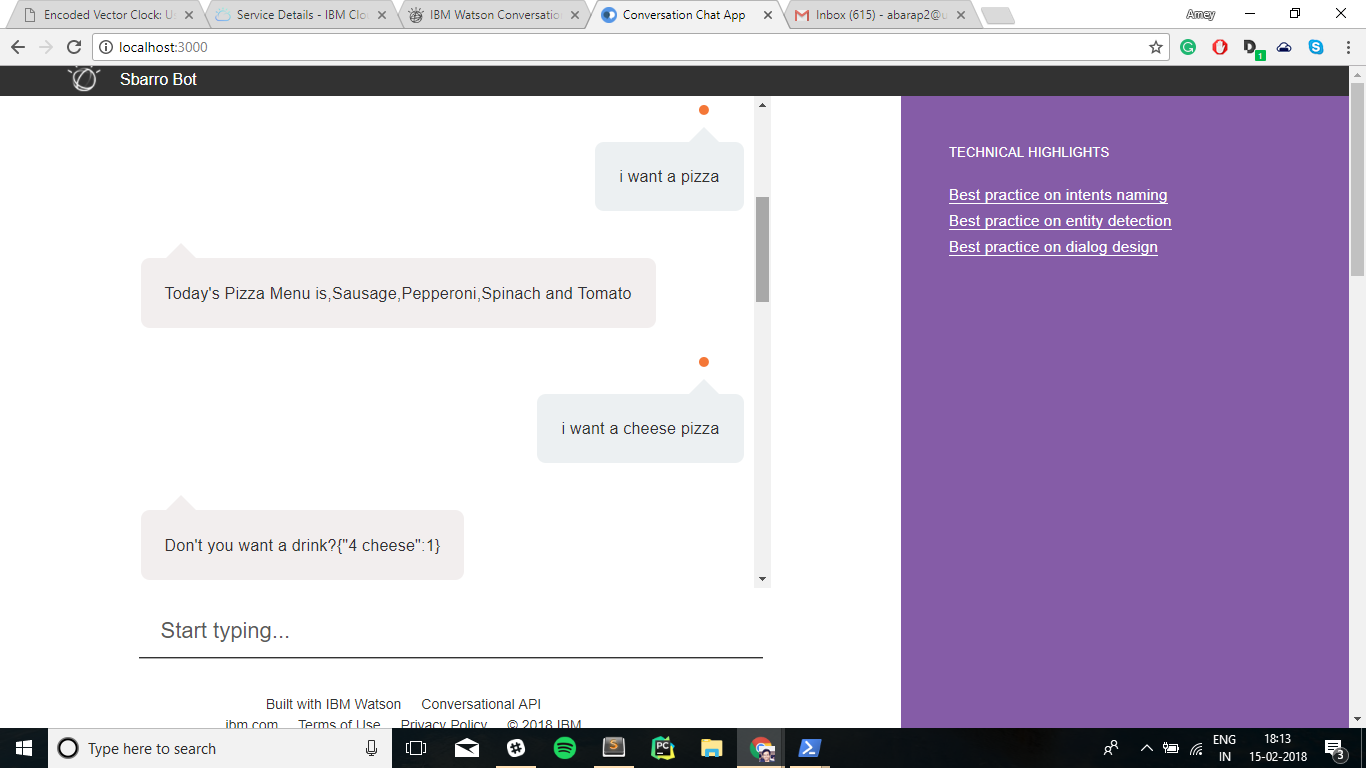 Encoded Vector Clock: U
Service Details - IBM Clo
IBM Watson Conversatio
Conversation Chat App
Inbox (615) - abarap2@u
Amey
localhost:3000
1
Sbarro Bot
i want a pizza
Today's Pizza Menu is,Sausage,Pepperoni,Spinach and Tomato
i want a cheese pizza
Don't you want a drink?{"4 cheese":1}
Start typing...
Built with IBM Watson Conversational API
ibm.com Terms of Use Privacy Policy © 2018 IBM
TECHNICAL HIGHLIGHTS
Best practice on intents naming
Best practice on entity detection
Best practice on dialog design
Type here to search
ENG
IN
18:13
15-02-2018
3